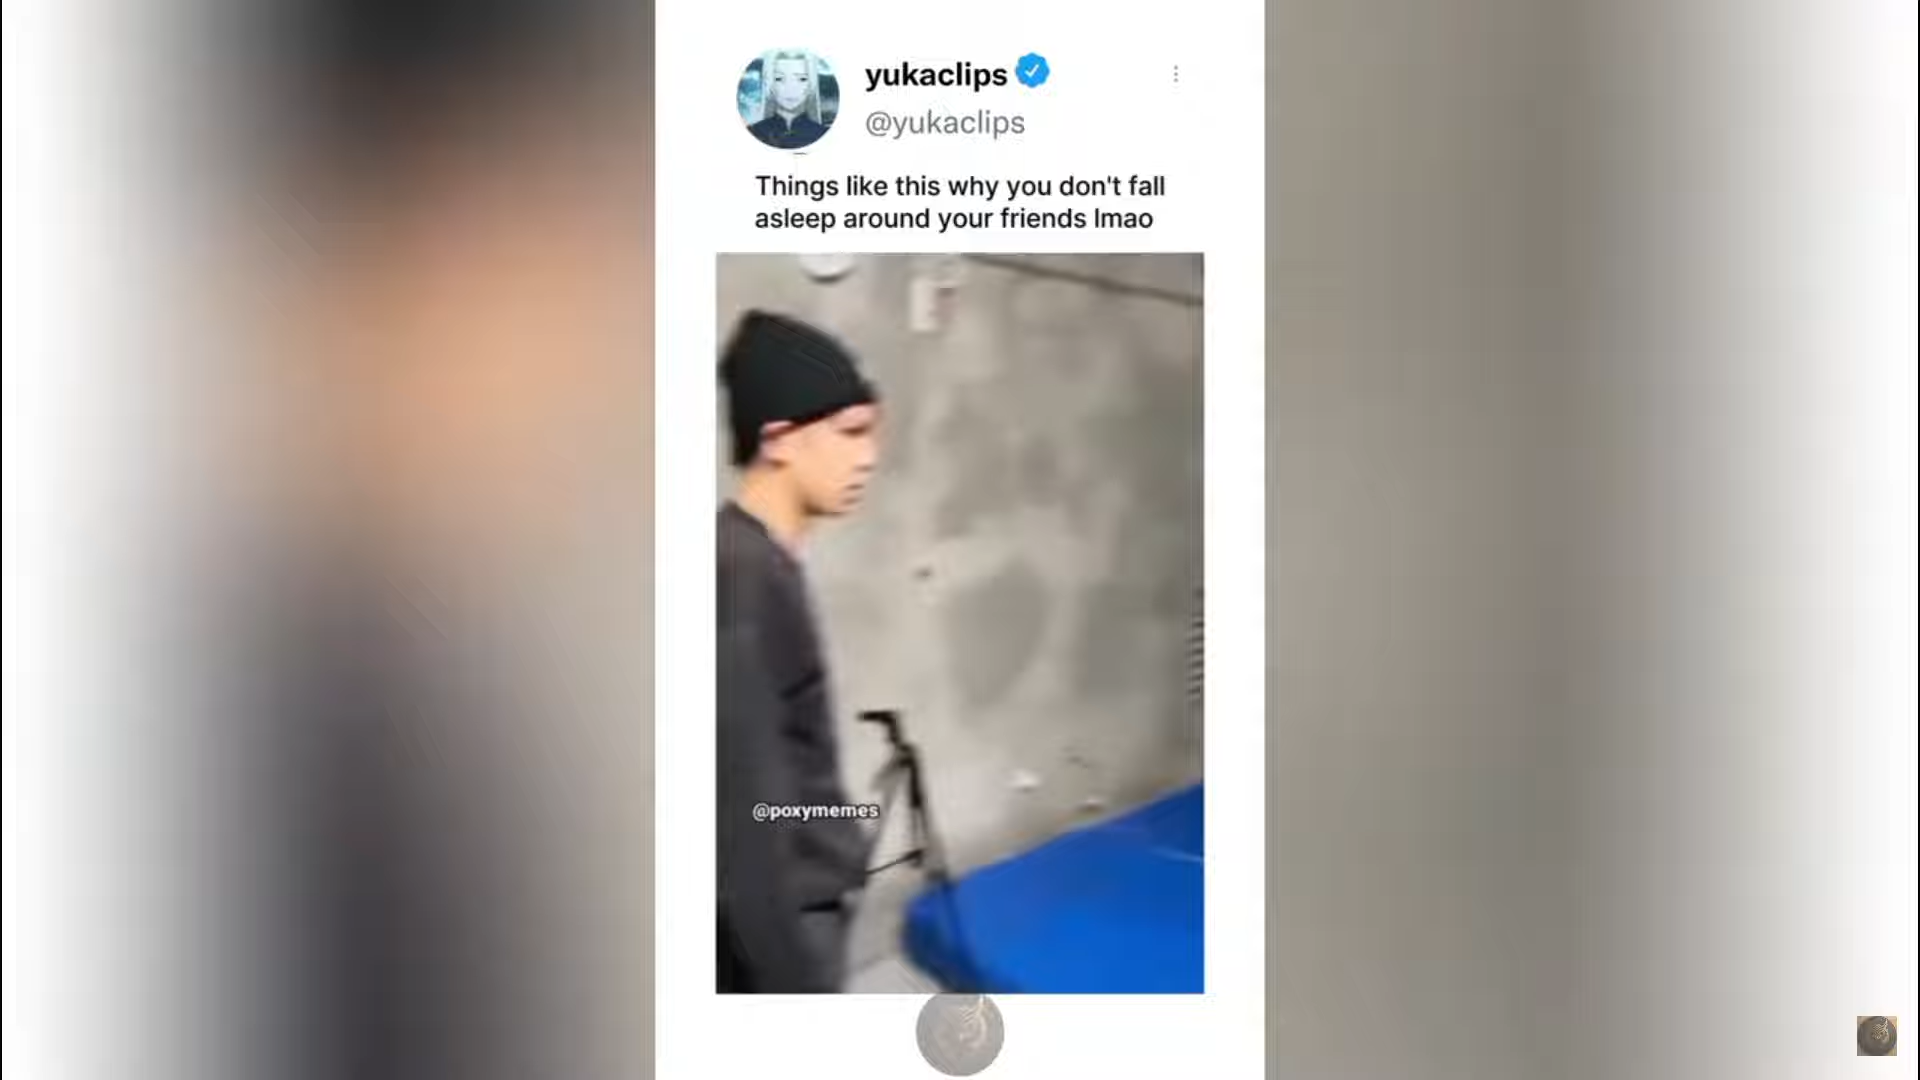 yukaclips
@yukaclips
Things like this why you don't fall
asleep around your friends lmao
@poxymemes